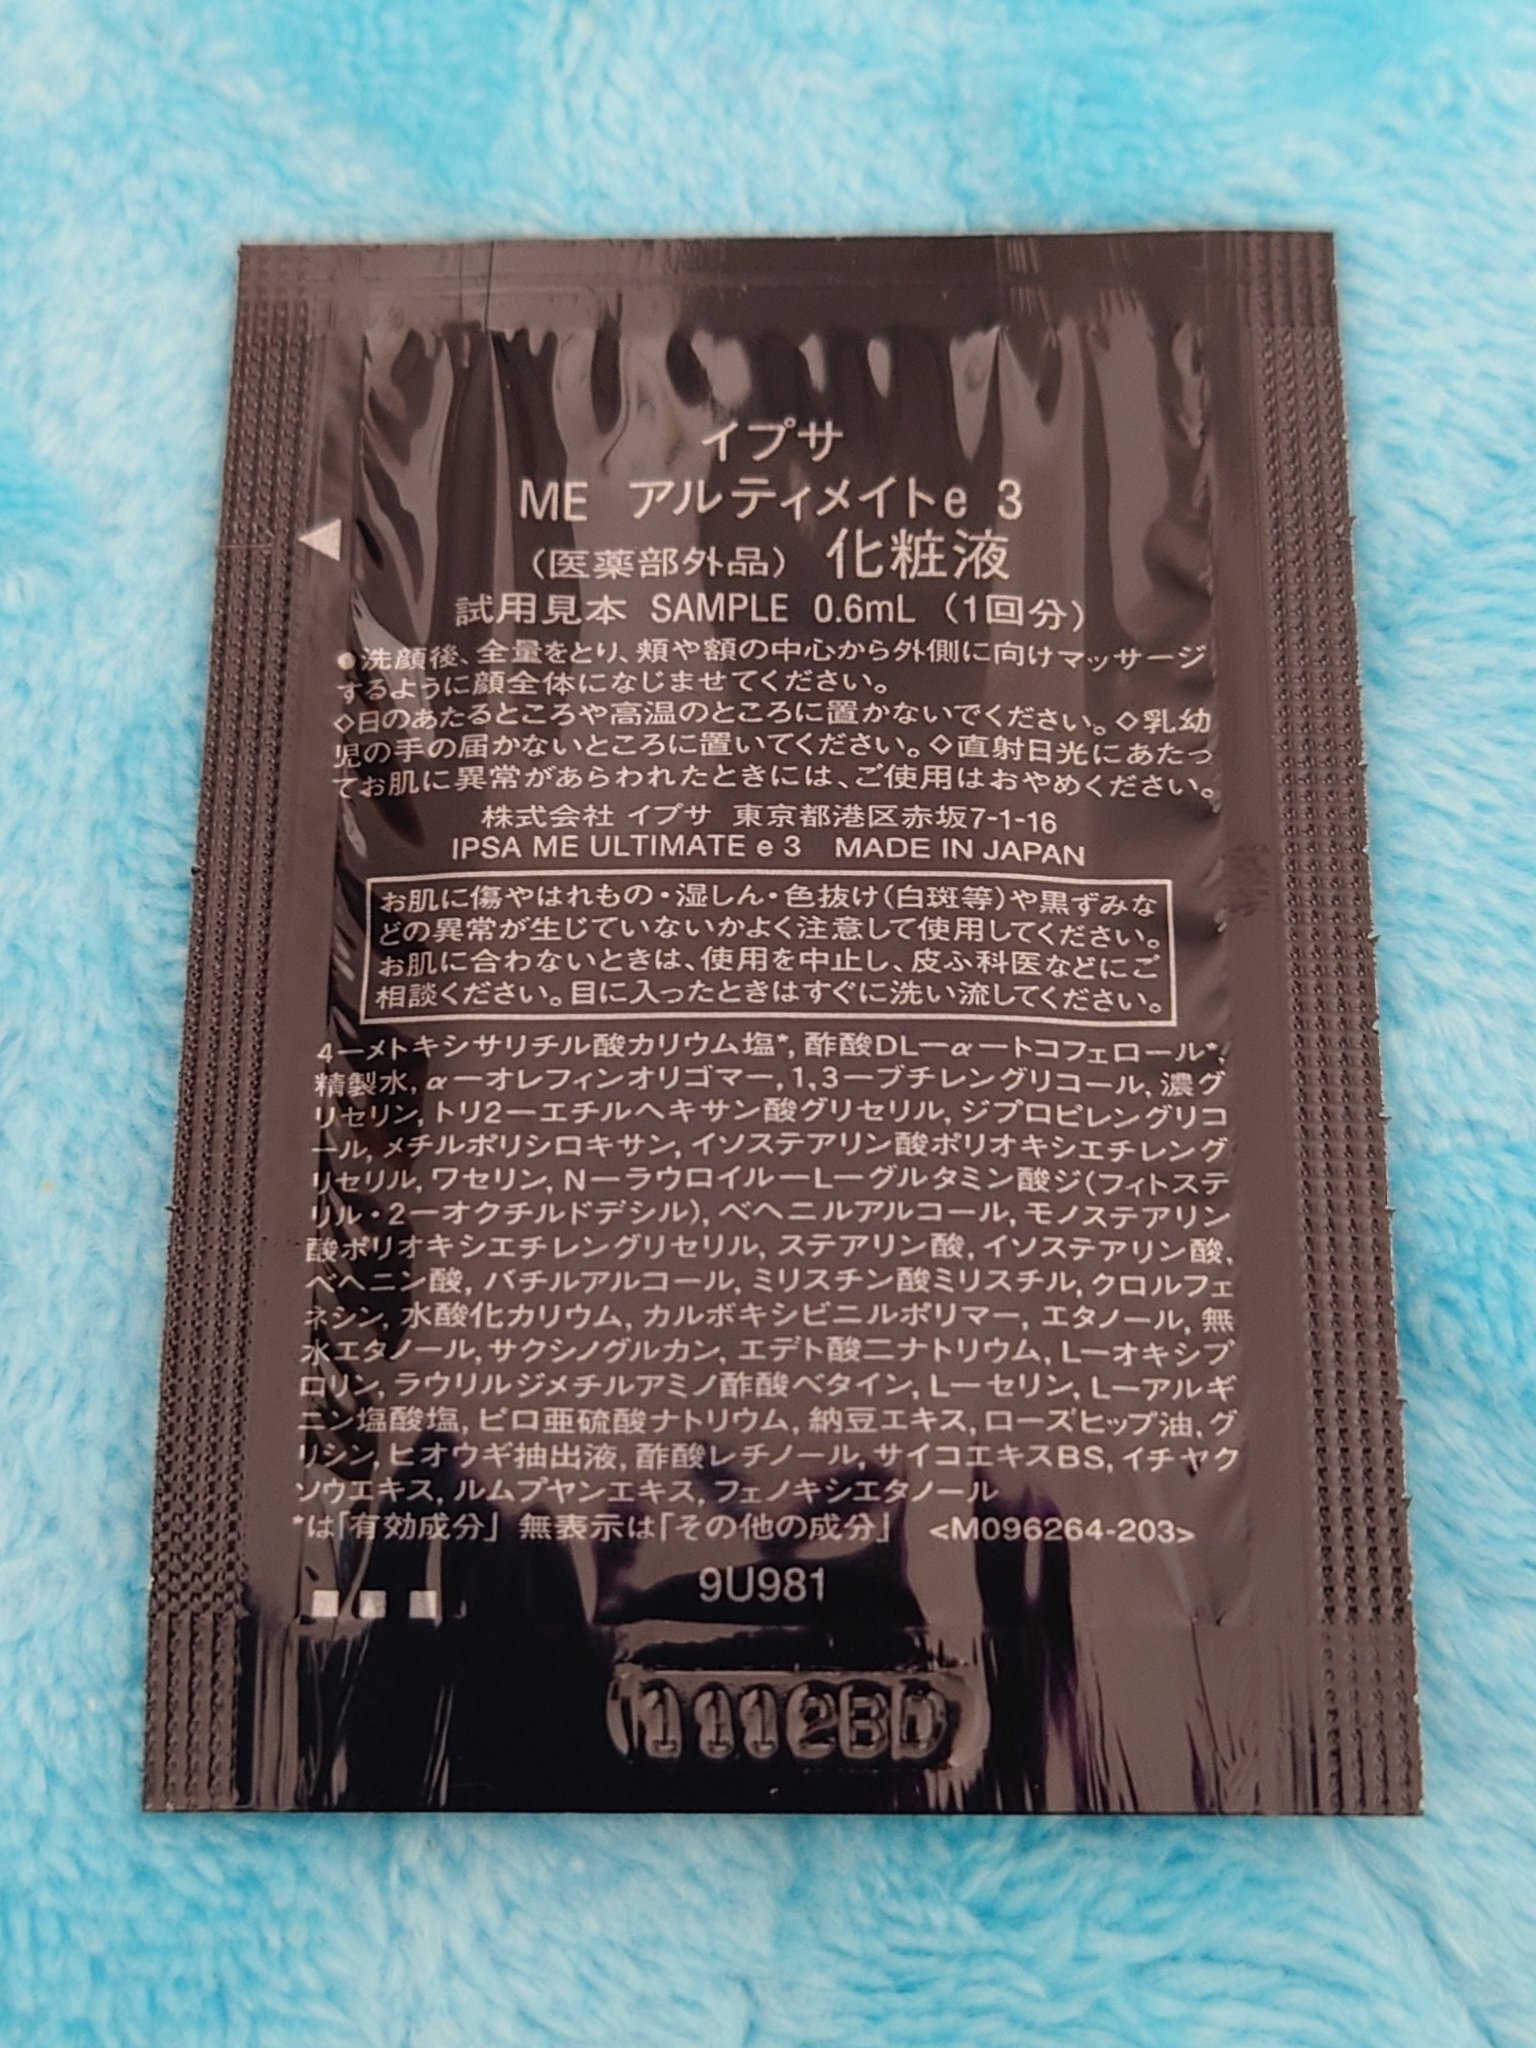 イプサ
ME アルティメイトe 3
（医薬部外品） 化粧液
試用見本 SAMPLE 0.6mL （1回分）
●洗顔後、全量をとり、頬や額の中心から外側に向けマッサージ
するように顔全体になじませてください。
◇日のあたるところや高温のところに置かないでください。◇乳幼
児の手の届かないところに置いてください。◇直射日光にあたっ
てお肌に異常があらわれたときには、ご使用はおやめください。
株式会社 イプサ 東京都港区赤坂7-1-16
IPSA ME ULTIMATE e 3 MADE IN JAPAN
お肌に傷やはれもの・湿しん・色抜け（白斑等）や黒ずみな
どの異常が生じていないかよく注意して使用してください。
お肌に合わないときは、使用を中止し、皮ふ科医などにご
相談ください。目に入ったときはすぐに洗い流してください。
4ーメトキシサリチル酸カリウム塩*, 酢酸DLーαートコフェロール*,
精製水, αーオレフィンオリゴマー, 1,3ーブチレングリコール, 濃グ
リセリン, トリ2ーエチルヘキサン酸グリセリル, ジプロピレングリコ
ール, メチルポリシロキサン, イソステアリン酸ポリオキシエチレング
リセリル, ワセリン, NーラウロイルーLーグルタミン酸ジ(フィトステ
リル・2ーオクチルドデシル), ベヘニルアルコール, モノステアリン
酸ポリオキシエチレングリセリル, ステアリン酸, イソステアリン酸,
ベヘニン酸, バチルアルコール, ミリスチン酸ミリスチル, クロルフェ
ネシン, 水酸化カリウム, カルボキシビニルポリマー, エタノール, 無
水エタノール, サクシノグルカン, エデト酸二ナトリウム, Lーオキシプ
ロリン, ラウリルジメチルアミノ酢酸ベタイン, Lーセリン, Lーアルギ
ニン塩酸塩, ピロ亜硫酸ナトリウム, 納豆エキス, ローズヒップ油, グ
リシン, ヒオウギ抽出液, 酢酸レチノール, サイコエキスBS, イチヤク
ソウエキス, ルムプヤンエキス, フェノキシエタノール
*は「有効成分」 無表示は「その他の成分」 <M096264-203>
9U981
1112BD